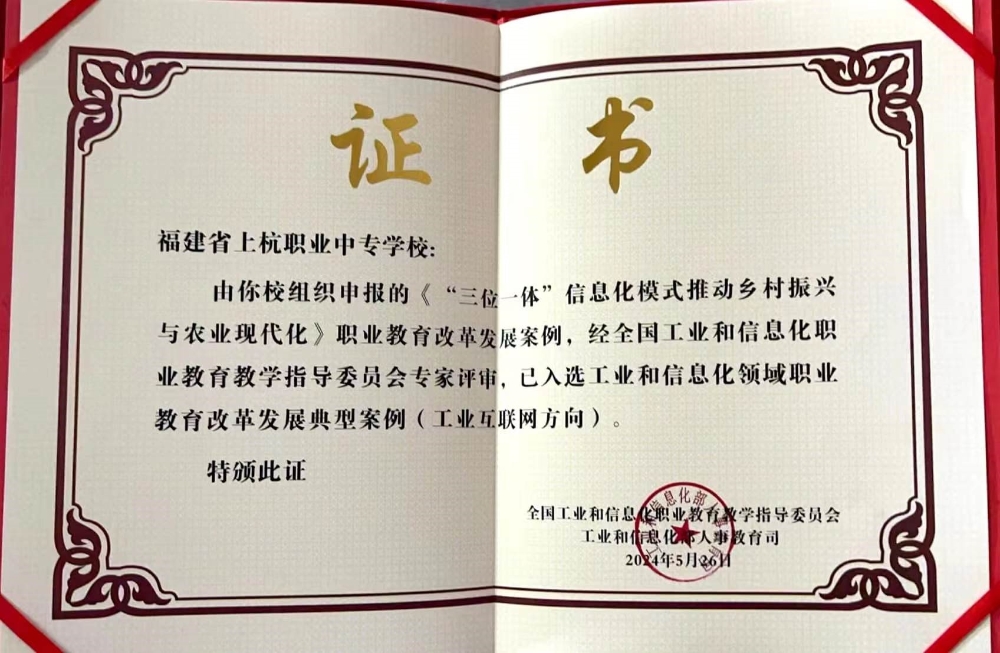 证书
福建省上杭职业中专学校：
由你校组织申报的《“三位一体”信息化模式推动乡村振兴
与农业现代化》职业教育改革发展案例，经全国工业和信息化职
业教育教学指导委员会专家评审，已入选工业和信息化领域职业
教育改革发展典型案例（工业互联网方向）。
特颁此证
全国工业和信息化职业教育教学指导委员会
工业和信息化部人事教育司
2024年5月26日